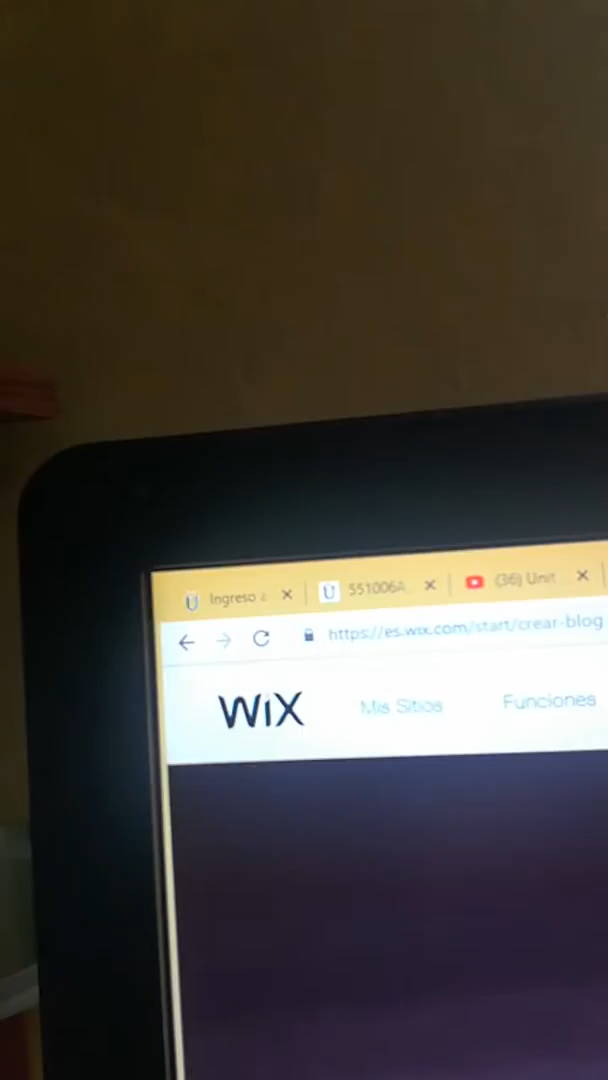 Ingreso a 551006A (36) Unit
https://es.wix.com/start/crear-blog
WiX Mis Sitios Funciones